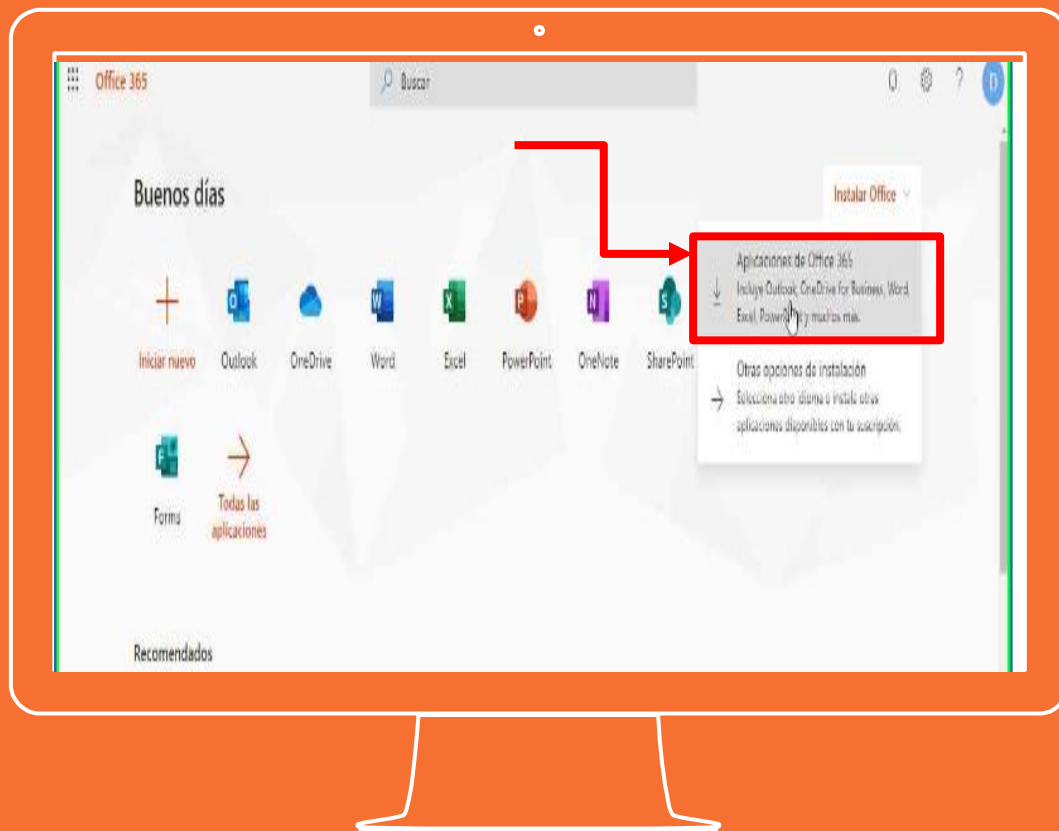 Office 365
Buscar
Buenos días
Instalar Office
Aplicaciones de Office 365
Incluye Outlook, OneDrive for Business, Word,
Excel, PowerPoint y muchos más.
Iniciar nuevo
Outlook
OneDrive
Word
Excel
PowerPoint
OneNote
SharePoint
Otras opciones de instalación
Selecciona otro idioma o instala otras
aplicaciones disponibles con tu suscripción.
Forms
Todas las
aplicaciones
Recomendados